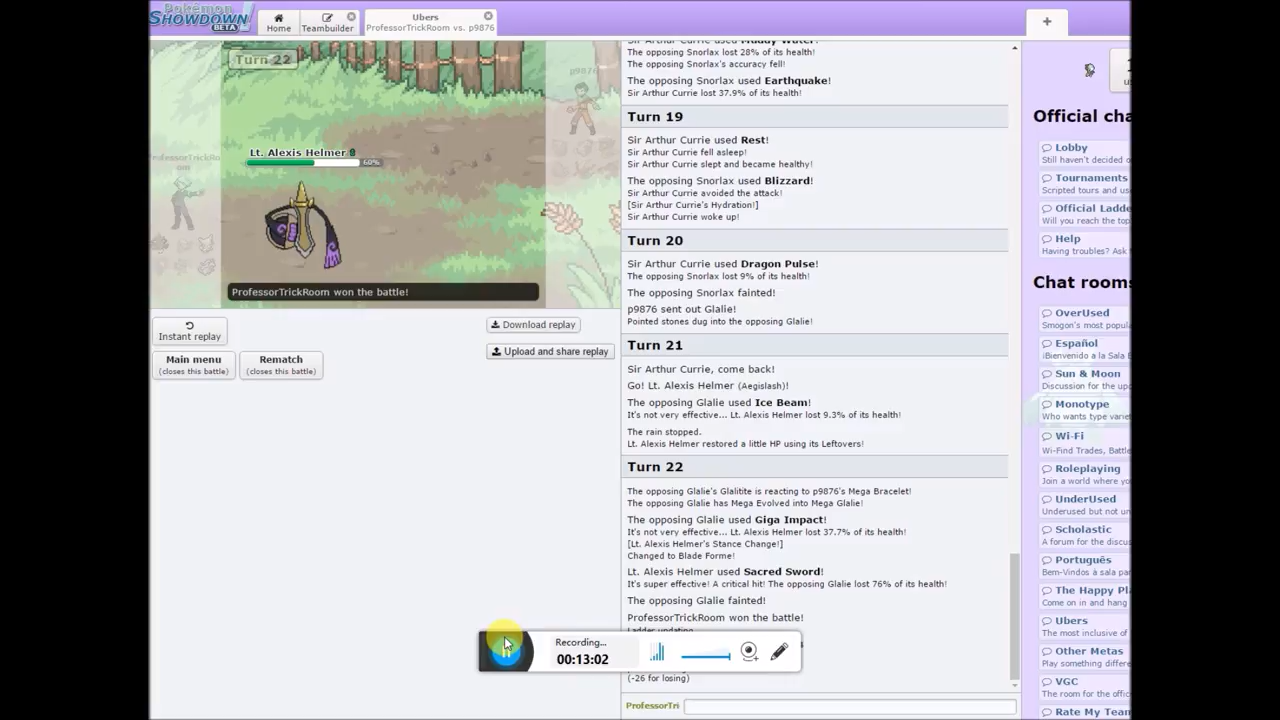 Pokémon
SHOWDOWN
BETA
Home
Teambuilder
Ubers
ProfessorTrickRoom vs. p9876
+
Turn 22
p9876
ProfessorTrickRo
Lt. Alexis Helmer
60%
ProfessorTrickRoom won the battle!
Instant replay
Download replay
Upload and share replay
Main menu
(closes this battle)
Rematch
(closes this battle)
The opposing Snorlax lost 28% of its health!
The opposing Snorlax's accuracy fell!
The opposing Snorlax used Earthquake!
Sir Arthur Currie lost 37.9% of its health!
Turn 19
Sir Arthur Currie used Rest!
Sir Arthur Currie fell asleep!
Sir Arthur Currie slept and became healthy!
The opposing Snorlax used Blizzard!
Sir Arthur Currie avoided the attack!
[Sir Arthur Currie's Hydration!]
Sir Arthur Currie woke up!
Turn 20
Sir Arthur Currie used Dragon Pulse!
The opposing Snorlax lost 9% of its health!
The opposing Snorlax fainted!
p9876 sent out Glalie!
Pointed stones dug into the opposing Glalie!
Turn 21
Sir Arthur Currie, come back!
Go! Lt. Alexis Helmer (Aegislash)!
The opposing Glalie used Ice Beam!
It's not very effective... Lt. Alexis Helmer lost 9.3% of its health!
The rain stopped.
Lt. Alexis Helmer restored a little HP using its Leftovers!
Turn 22
The opposing Glalie's Glalitite is reacting to p9876's Mega Bracelet!
The opposing Glalie has Mega Evolved into Mega Glalie!
The opposing Glalie used Giga Impact!
It's not very effective... Lt. Alexis Helmer lost 37.7% of its health!
[Lt. Alexis Helmer's Stance Change!]
Changed to Blade Forme!
Lt. Alexis Helmer used Sacred Sword!
It's super effective! A critical hit! The opposing Glalie lost 76% of its health!
The opposing Glalie fainted!
ProfessorTrickRoom won the battle!
(-26 for losing)
ProfessorTri
Recording...
00:13:02
Official cha
Lobby
Still haven't decided o
Tournaments
Scripted tours and us
Official Ladde
Will you reach the top
Help
Having troubles? Ask
Chat rooms
OverUsed
Smogon's most popula
Español
¡Bienvenido a la Sala E
Sun & Moon
Discussion for the upc
Monotype
Who wants type varie
Wi-Fi
Wi-Find Trades, Battle
Roleplaying
Join a world where yo
UnderUsed
Underused but not un
Scholastic
A forum for the discus
Português
Bem-Vindos à sala par
The Happy Pla
Come on in and hang
Ubers
The most inclusive of
Other Metas
Play something differe
VGC
The room for the offic
Rate My Team